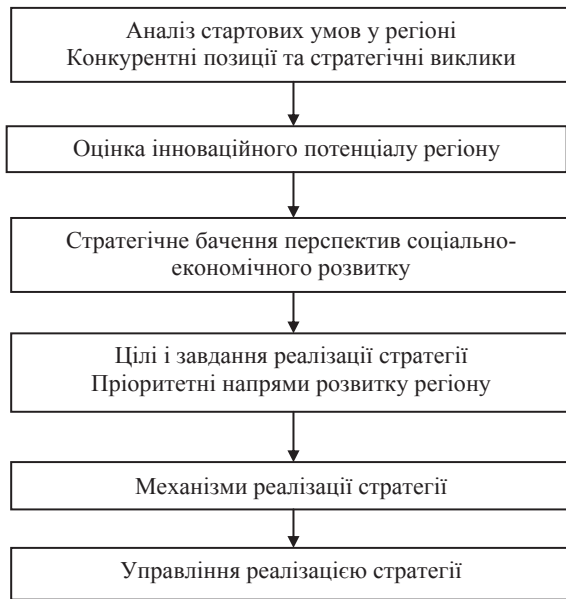 Аналіз стартових умов у регіоні
Конкурентні позиції та стратегічні виклики
Оцінка інноваційного потенціалу регіону
Стратегічне бачення перспектив соціально-
економічного розвитку
Цілі і завдання реалізації стратегії
Пріоритетні напрями розвитку регіону
Механізми реалізації стратегії
Управління реалізацією стратегії